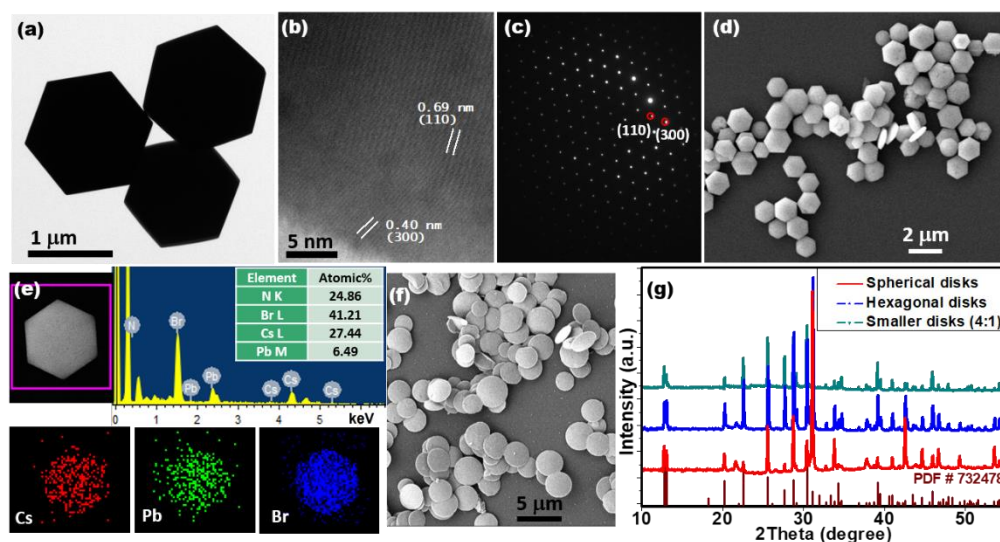 (a)
1 μm
(b)
0.69 nm
(110)
0.40 nm
(300)
5 nm
(c)
(110) (300)
(d)
2 μm
(e)
N Br Pb Pb Cs Cs Cs
Element Atomic%
N K 24.86
Br L 41.21
Cs L 27.44
Pb M 6.49
0 1 2 3 4 5 keV
Cs
Pb
Br
(f)
5 μm
(g)
Spherical disks
Hexagonal disks
Smaller disks (4:1)
Intensity (a.u.)
PDF # 732478
10 20 30 40 50
2Theta (degree)